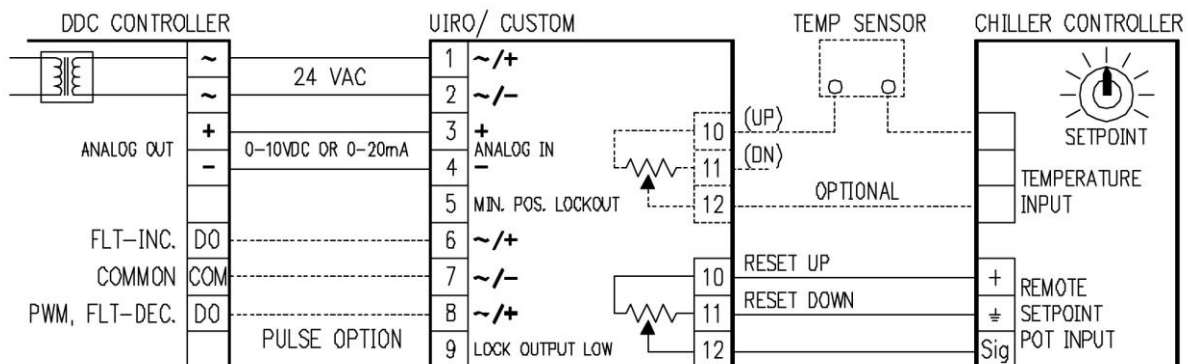 DDC CONTROLLER
UIRO/ CUSTOM
TEMP SENSOR
CHILLER CONTROLLER
~
24 VAC
1 ~/+
~
2 ~/-
ANALOG OUT
+
0-10VDC OR 0-20mA
3 +
ANALOG IN
-
4 -
5 MIN. POS. LOCKOUT
FLT-INC. DO
6 ~/+
COMMON COM
7 ~/-
PWM, FLT-DEC. DO
8 ~/+
PULSE OPTION
9 LOCK OUTPUT LOW
10 (UP)
11 (DN)
12 OPTIONAL
SETPOINT
TEMPERATURE
INPUT
10 RESET UP
11 RESET DOWN
12
+
⏚
Sig
REMOTE
SETPOINT
POT INPUT